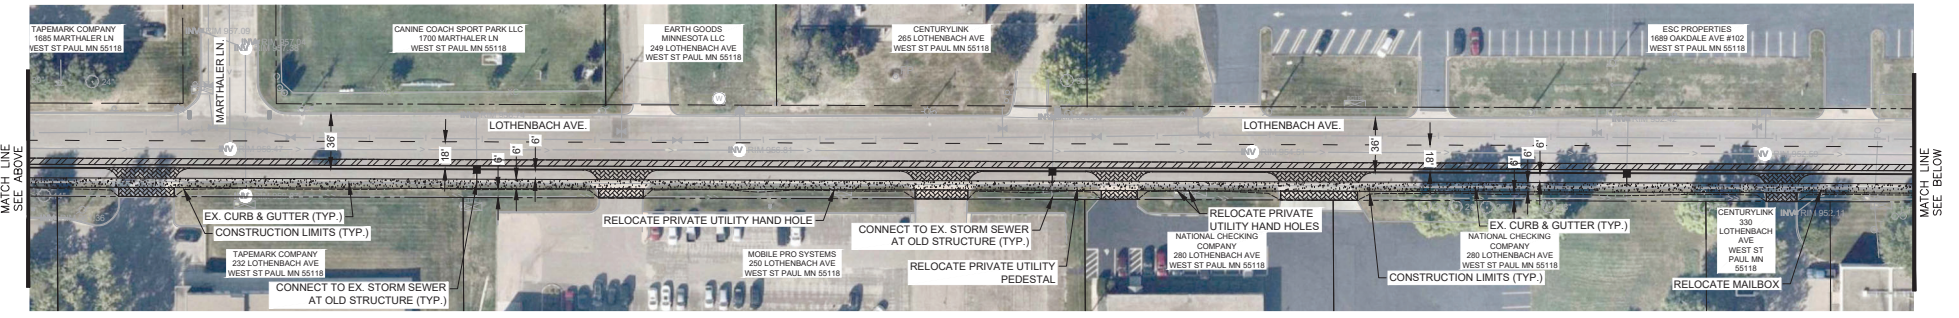 TAPEMARK COMPANY
1685 MARTHALER LN
WEST ST PAUL MN 55118
MARTHALER LN.
CANINE COACH SPORT PARK LLC
1700 MARTHALER LN
WEST ST PAUL MN 55118
EARTH GOODS
MINNESOTA LLC
249 LOTHENBACH AVE
WEST ST PAUL MN 55118
CENTURYLINK
265 LOTHENBACH AVE
WEST ST PAUL MN 55118
ESC PROPERTIES
1689 OAKDALE AVE #102
WEST ST PAUL MN 55118
MATCH LINE
SEE ABOVE
36'
18'
6'
6'
6'
LOTHENBACH AVE.
LOTHENBACH AVE.
36'
18'
6'
6'
6'
MATCH LINE
SEE BELOW
INV
INV
INV
INV
INV
W
EX. CURB & GUTTER (TYP.)
CONSTRUCTION LIMITS (TYP.)
TAPEMARK COMPANY
232 LOTHENBACH AVE
WEST ST PAUL MN 55118
CONNECT TO EX. STORM SEWER
AT OLD STRUCTURE (TYP.)
RELOCATE PRIVATE UTILITY HAND HOLE
MOBILE PRO SYSTEMS
250 LOTHENBACH AVE
WEST ST PAUL MN 55118
CONNECT TO EX. STORM SEWER
AT OLD STRUCTURE (TYP.)
RELOCATE PRIVATE UTILITY
PEDESTAL
RELOCATE PRIVATE
UTILITY HAND HOLES
NATIONAL CHECKING
COMPANY
280 LOTHENBACH AVE
WEST ST PAUL MN 55118
CONSTRUCTION LIMITS (TYP.)
EX. CURB & GUTTER (TYP.)
NATIONAL CHECKING
COMPANY
280 LOTHENBACH AVE
WEST ST PAUL MN 55118
CENTURYLINK
330
LOTHENBACH
AVE
WEST ST
PAUL MN
55118
RELOCATE MAILBOX